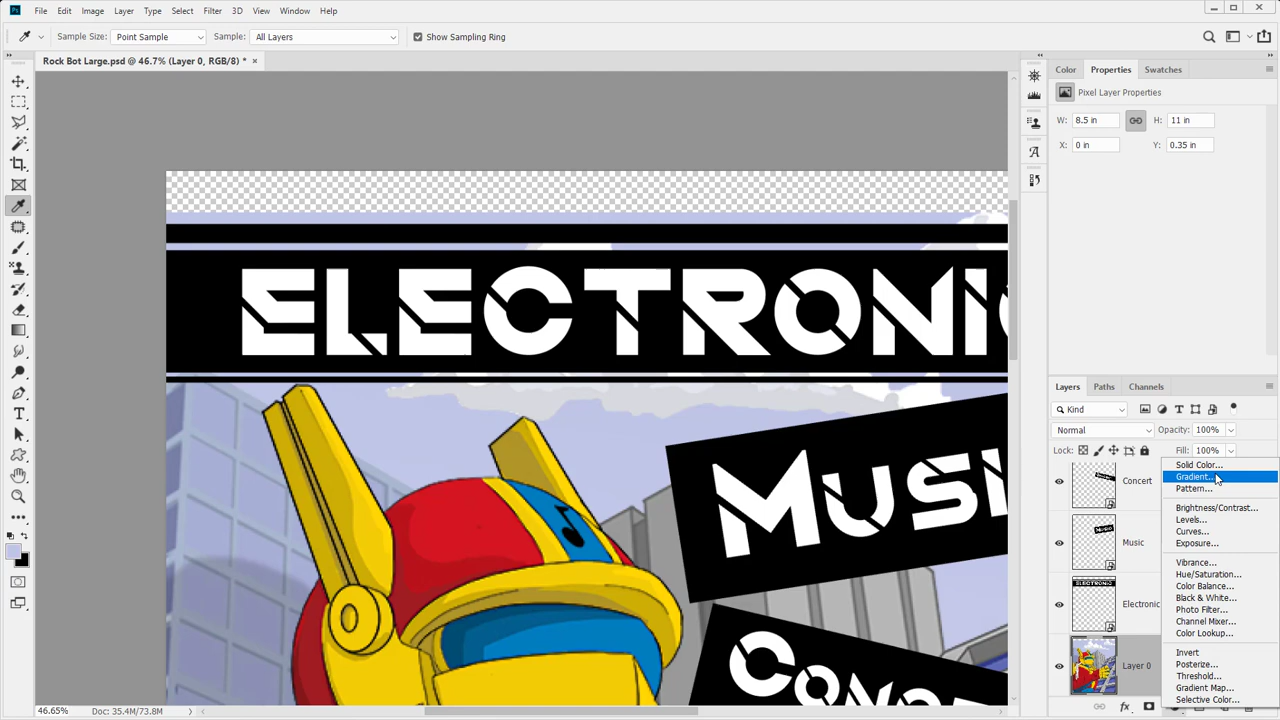 Ps File Edit Image Layer Type Select Filter 3D View Window Help
Sample Size: Point Sample Sample: All Layers Show Sampling Ring
Rock Bot Large.psd @ 46.7% (Layer 0, RGB/8) *
Color Properties Swatches
Pixel Layer Properties
W: 8.5 in H: 11 in
X: 0 in Y: 0.35 in
ELECTRONIC
MUSIC
Layers Paths Channels
Kind
Normal Opacity: 100%
Lock: Fill: 100%
Concert
Music
Electronic
Layer 0
Solid Color...
Gradient...
Pattern...
Brightness/Contrast...
Levels...
Curves...
Exposure...
Vibrance...
Hue/Saturation...
Color Balance...
Black & White...
Photo Filter...
Channel Mixer...
Color Lookup...
Invert
Posterize...
Threshold...
Gradient Map...
Selective Color...
46.65% Doc: 35.4M/73.8M